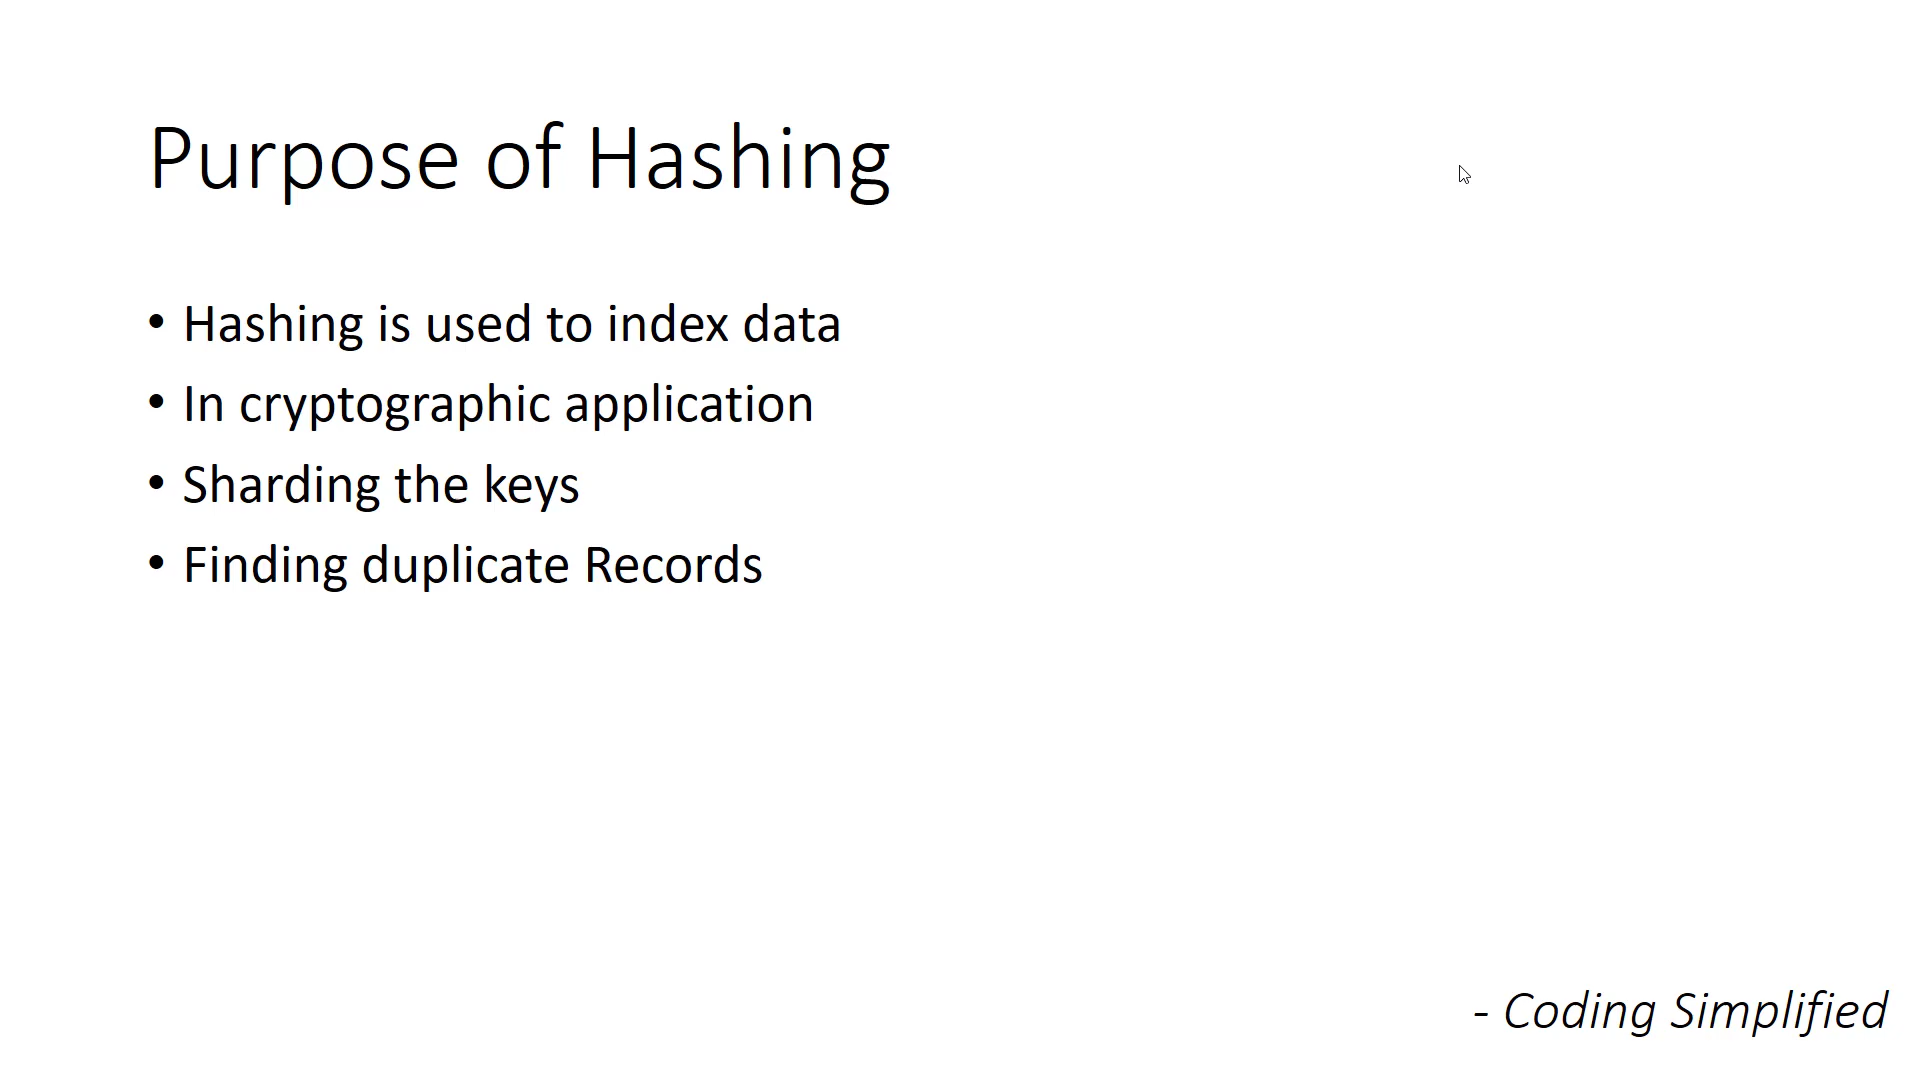 Purpose of Hashing
• Hashing is used to index data
• In cryptographic application
• Sharding the keys
• Finding duplicate Records
- Coding Simplified